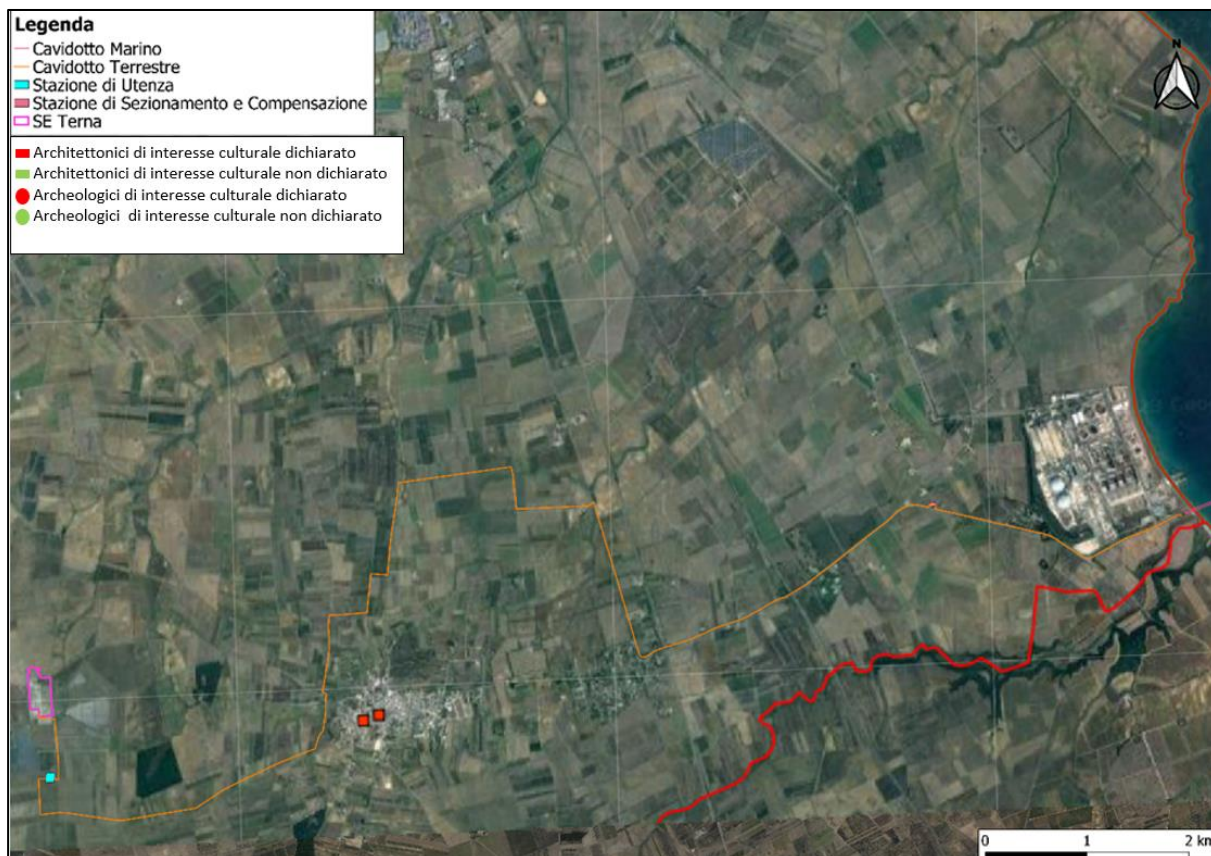 Legenda
Cavidotto Marino
Cavidotto Terrestre
Stazione di Utenza
Stazione di Sezionamento e Compensazione
SE Terna
Architettonici di interesse culturale dichiarato
Architettonici di interesse culturale non dichiarato
Archeologici di interesse culturale dichiarato
Archeologici  di interesse culturale non dichiarato
N
0 1 2 km